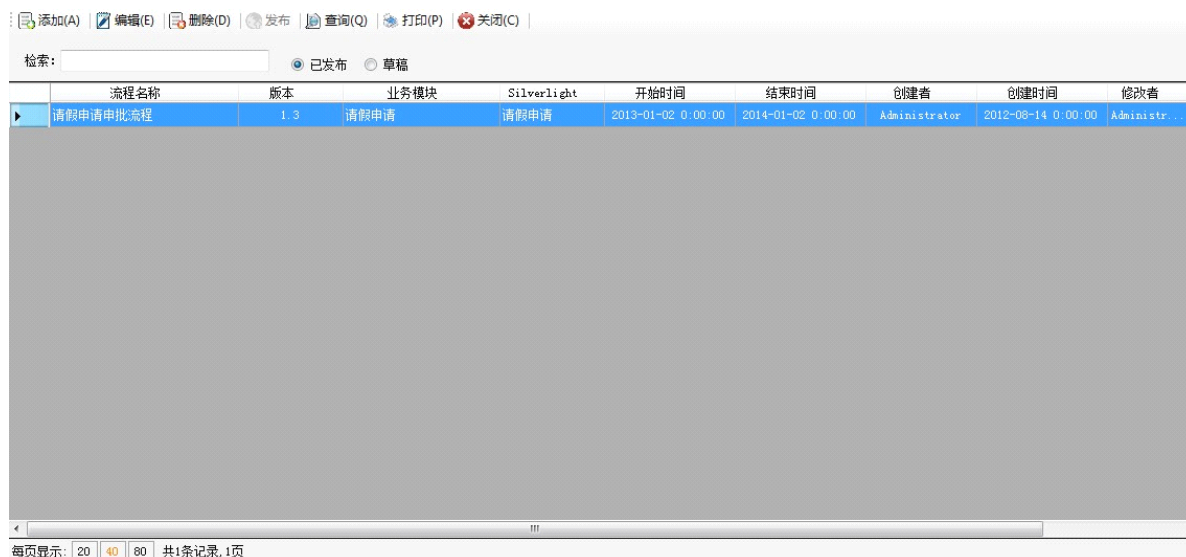 添加(A) 编辑(E) 删除(D) 发布 查询(Q) 打印(P) 关闭(C)
检索: 已发布 草稿
流程名称 版本 业务模块 Silverlight 开始时间 结束时间 创建者 创建时间 修改者
请假申请申批流程 1.3 请假申请 请假申请 2013-01-02 0:00:00 2014-01-02 0:00:00 Administrator 2012-08-14 0:00:00 Administr...
每页显示: 20 40 80 共1条记录,1页